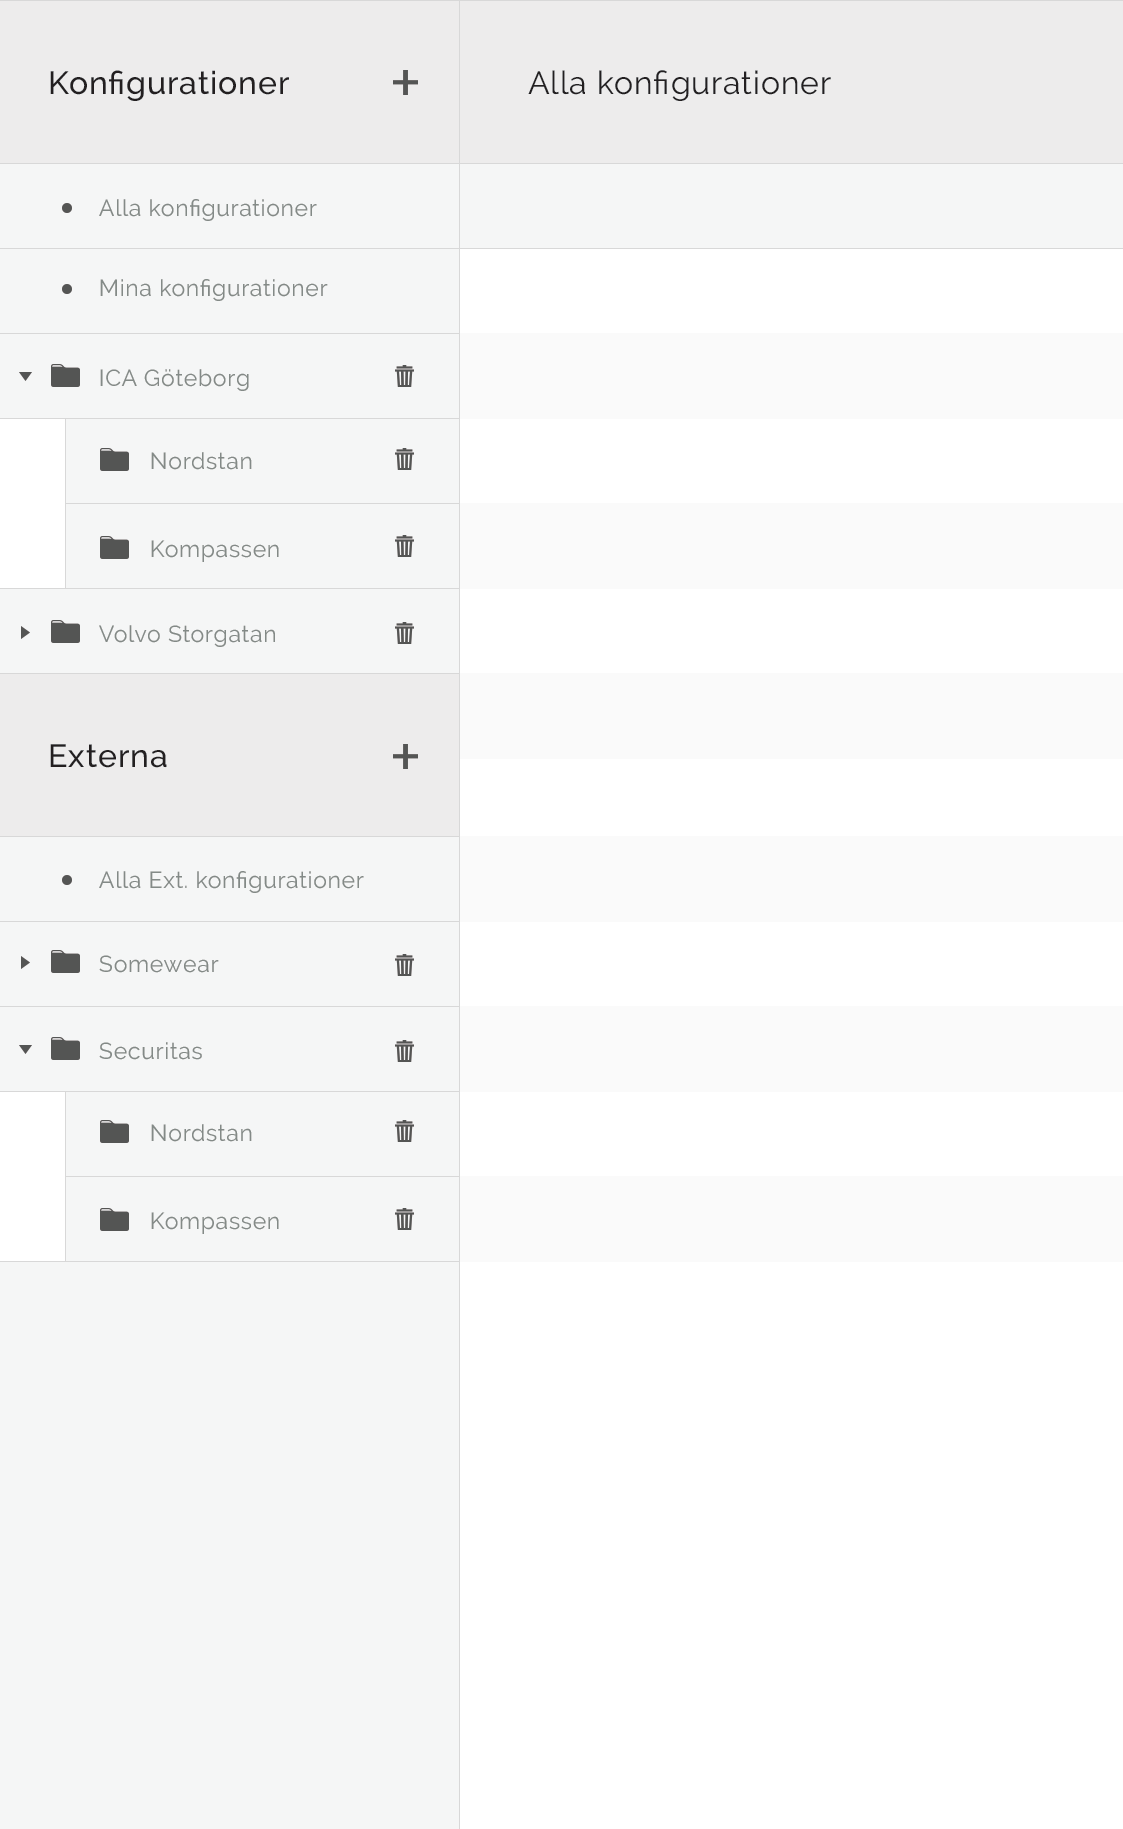 Konfigurationer
Alla konfigurationer
Alla konfigurationer
Mina konfigurationer
ICA Göteborg
Nordstan
Kompassen
Volvo Storgatan
Externa
Alla Ext. konfigurationer
Somewear
Securitas
Nordstan
Kompassen